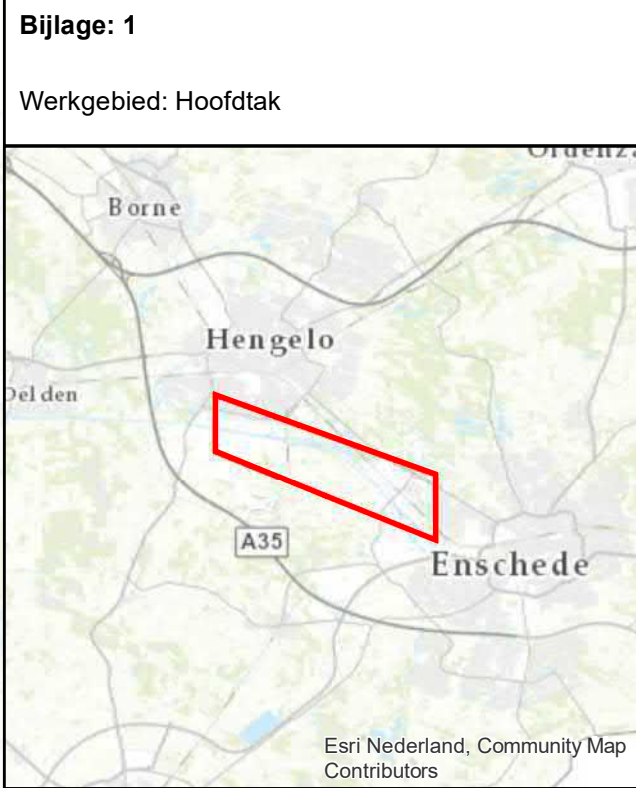 Bijlage: 1
Werkgebied: Hoofdtak
Borne
Hengelo
Delden
A35
Enschede
Esri Nederland, Community Map
Contributors